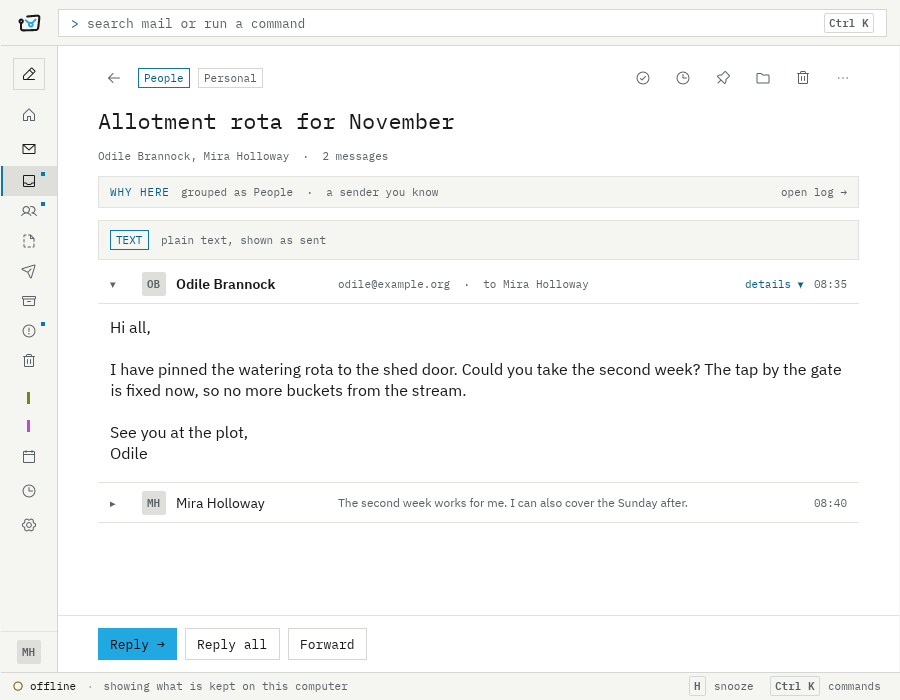 > search mail or run a command Ctrl K
People Personal
Allotment rota for November
Odile Brannock, Mira Holloway · 2 messages
WHY HERE grouped as People · a sender you know open log →
TEXT plain text, shown as sent
▾ OB Odile Brannock odile@example.org · to Mira Holloway details ▾ 08:35
Hi all,
I have pinned the watering rota to the shed door. Could you take the second week? The tap by the gate
is fixed now, so no more buckets from the stream.
See you at the plot,
Odile
▸ MH Mira Holloway The second week works for me. I can also cover the Sunday after. 08:40
Reply → Reply all Forward
MH
offline · showing what is kept on this computer H snooze Ctrl K commands